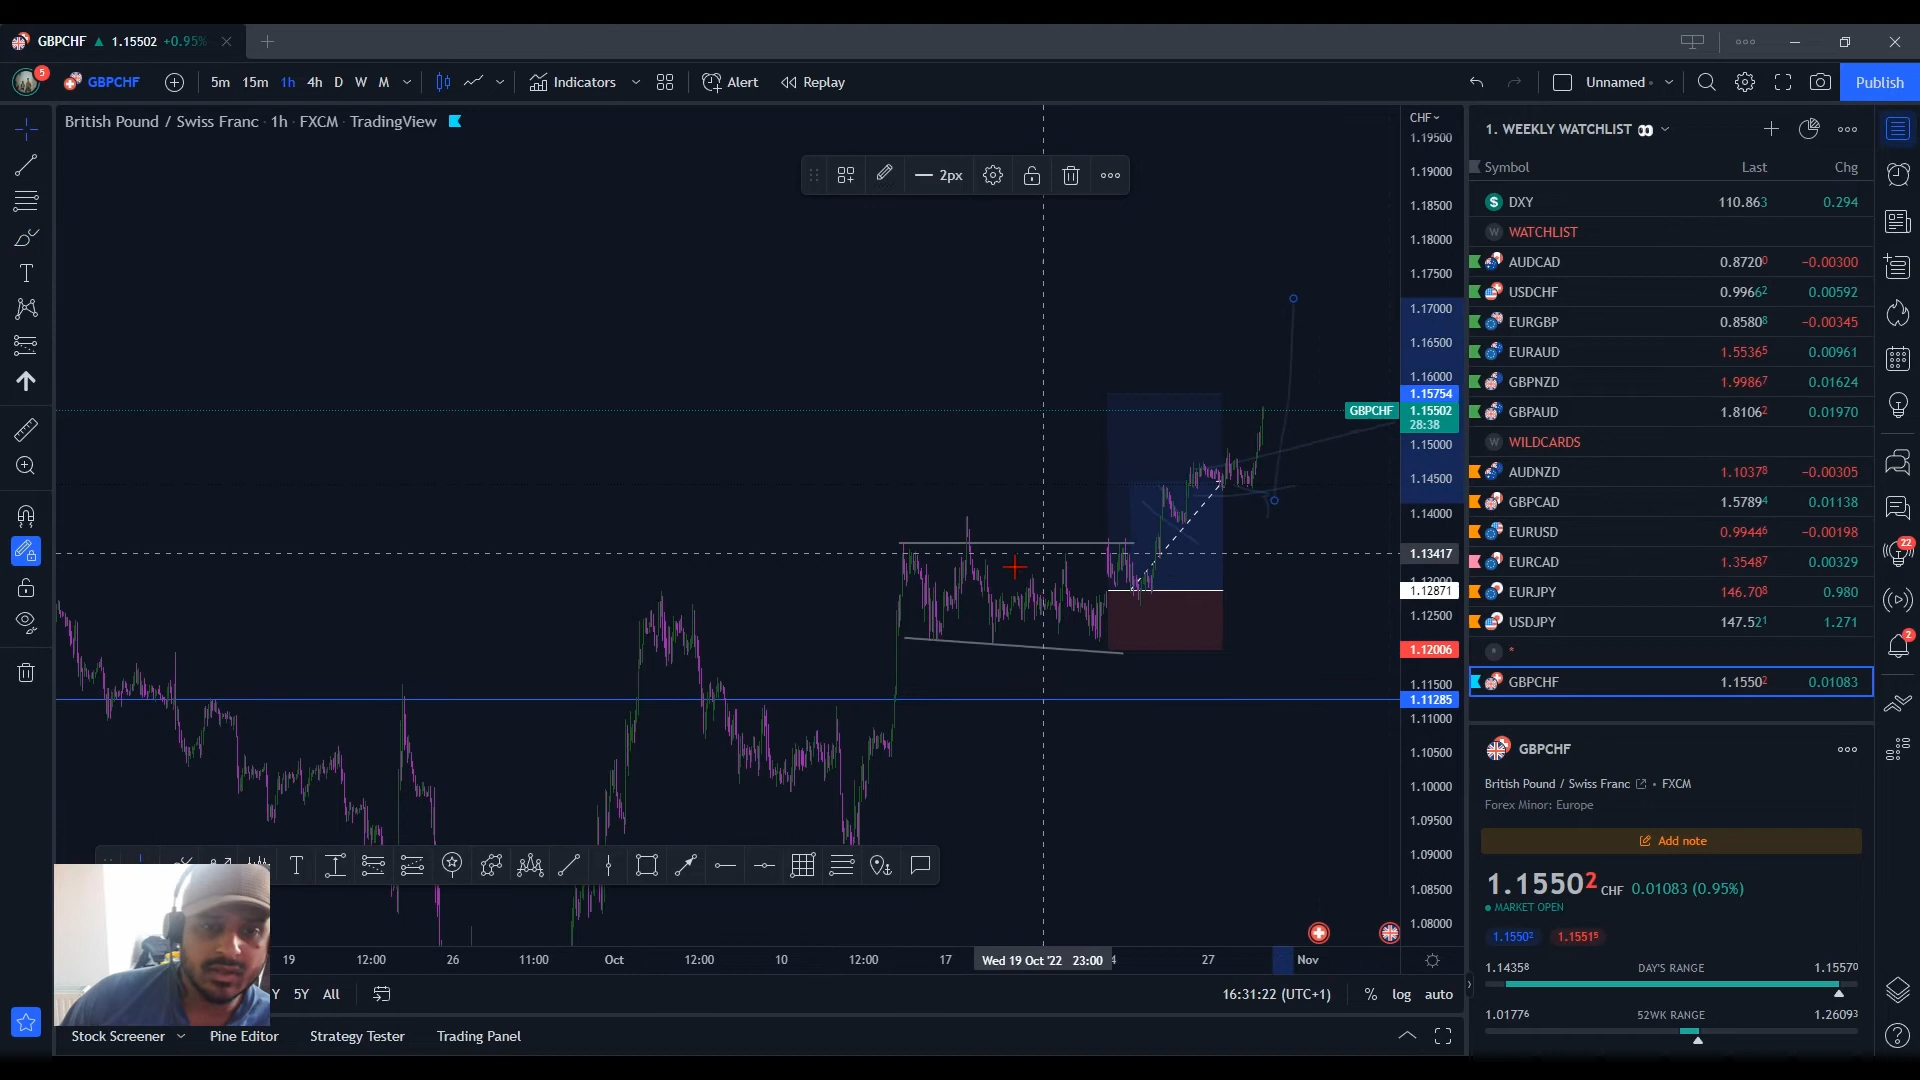 GBPCHF ▲ 1.15502 +0.95%
5
GBPCHF 5m 15m 1h 4h D W M Indicators Alert Replay Unnamed Publish
British Pound / Swiss Franc · 1h · FXCM · TradingView
2px
CHF
1.19500
1.19000
1.18500
1.18000
1.17500
1.17000
1.16500
1.16000
1.15754
GBPCHF 1.15502
28:38
1.15000
1.14500
1.14000
1.13417
1.12871
1.12500
1.12006
1.11500
1.11285
1.11000
1.10500
1.10000
1.09500
1.09000
1.08500
1.08000
19 12:00 26 11:00 Oct 12:00 10 12:00 17 Wed 19 Oct '22 23:00 27 Nov
Y 5Y All
16:31:22 (UTC+1) % log auto
Stock Screener Pine Editor Strategy Tester Trading Panel
1. WEEKLY WATCHLIST
Symbol Last Chg
DXY 110.863 0.294
WATCHLIST
AUDCAD 0.87200 −0.00300
USDCHF 0.99662 0.00592
EURGBP 0.85808 −0.00345
EURAUD 1.55365 0.00961
GBPNZD 1.99867 0.01624
GBPAUD 1.81062 0.01970
WILDCARDS
AUDNZD 1.10378 −0.00305
GBPCAD 1.57894 0.01138
EURUSD 0.99446 −0.00198
EURCAD 1.35487 0.00329
EURJPY 146.708 0.980
USDJPY 147.521 1.271
*
GBPCHF 1.15502 0.01083
GBPCHF
British Pound / Swiss Franc • FXCM
Forex Minor: Europe
Add note
1.15502 CHF 0.01083 (0.95%)
MARKET OPEN
1.15502 1.15515
1.14358 DAY'S RANGE 1.15570
1.01776 52WK RANGE 1.26093
22
2